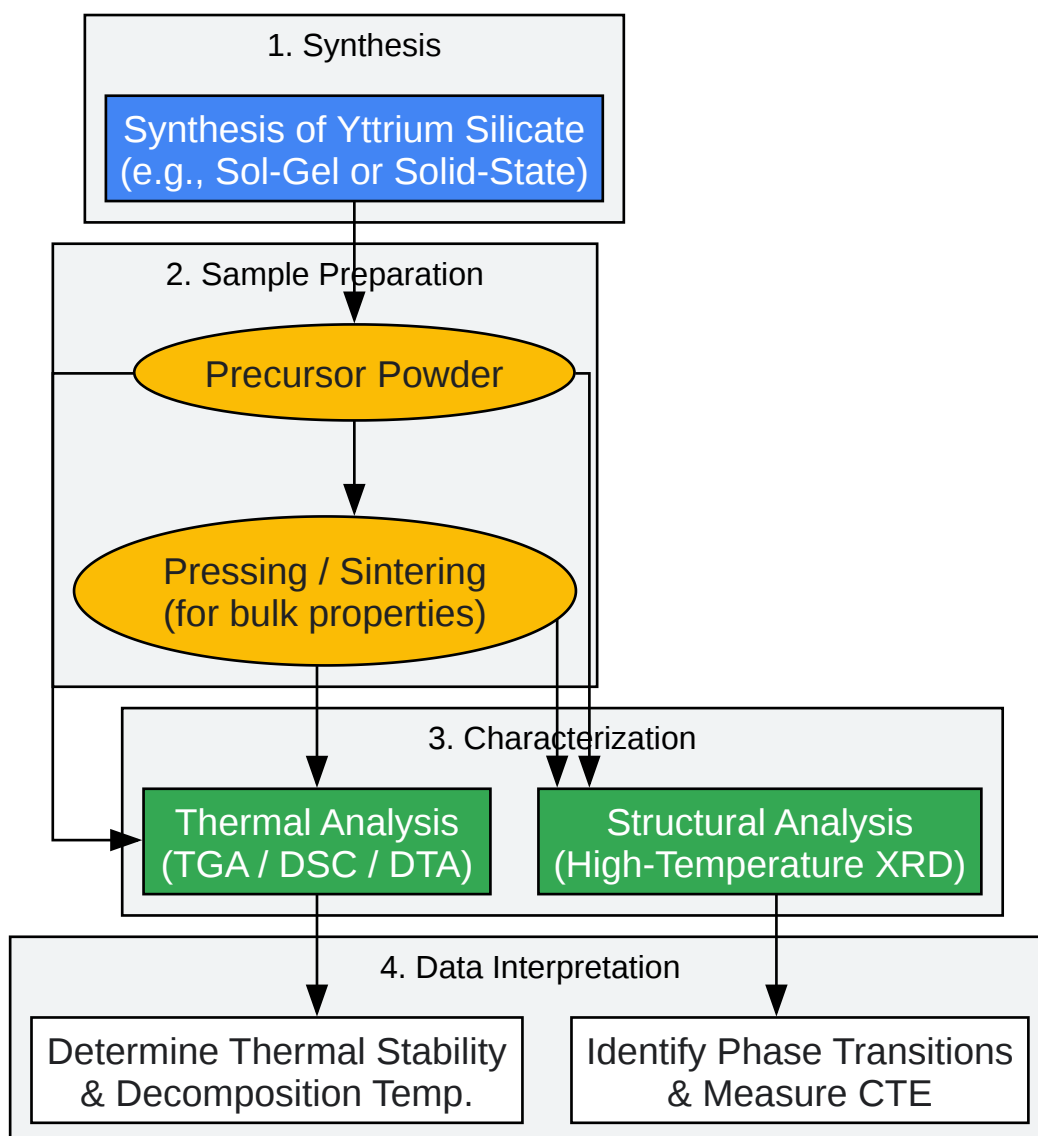 1. Synthesis
Synthesis of Yttrium Silicate
(e.g., Sol-Gel or Solid-State)
2. Sample Preparation
Precursor Powder
Pressing / Sintering
(for bulk properties)
3. Characterization
Thermal Analysis
(TGA / DSC / DTA)
Structural Analysis
(High-Temperature XRD)
4. Data Interpretation
Determine Thermal Stability
& Decomposition Temp.
Identify Phase Transitions
& Measure CTE